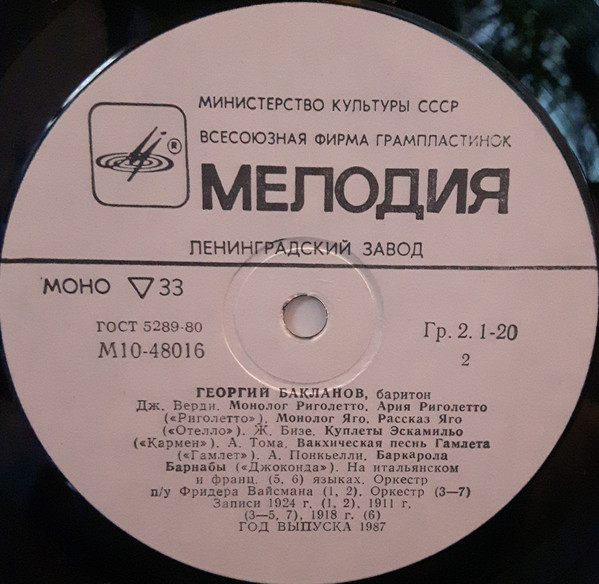 МИНИСТЕРСТВО КУЛЬТУРЫ СССР
ВСЕСОЮЗНАЯ ФИРМА ГРАМПЛАСТИНОК
®
МЕЛОДИЯ
ЛЕНИНГРАДСКИЙ ЗАВОД
МОНО 33
ГОСТ 5289-80
М10-48016
Гр. 2. 1-20
2
ГЕОРГИЙ БАКЛАНОВ, баритон
Дж. Верди. Монолог Риголетто. Ария Риголетто
(«Риголетто»). Монолог Яго. Рассказ Яго
(«Отелло»). Ж. Бизе. Куплеты Эскамильо
(«Кармен»). А. Тома. Вакхическая песнь Гамлета
(«Гамлет»). А. Понкьелли. Баркарола
Барнабы («Джоконда»). На итальянском
и франц. (5, 6) языках. Оркестр
п/у Фридера Вайсмана (1, 2). Оркестр (3—7)
Записи 1924 г. (1, 2), 1911 г.
(3—5, 7), 1918 г. (6)
ГОД ВЫПУСКА 1987